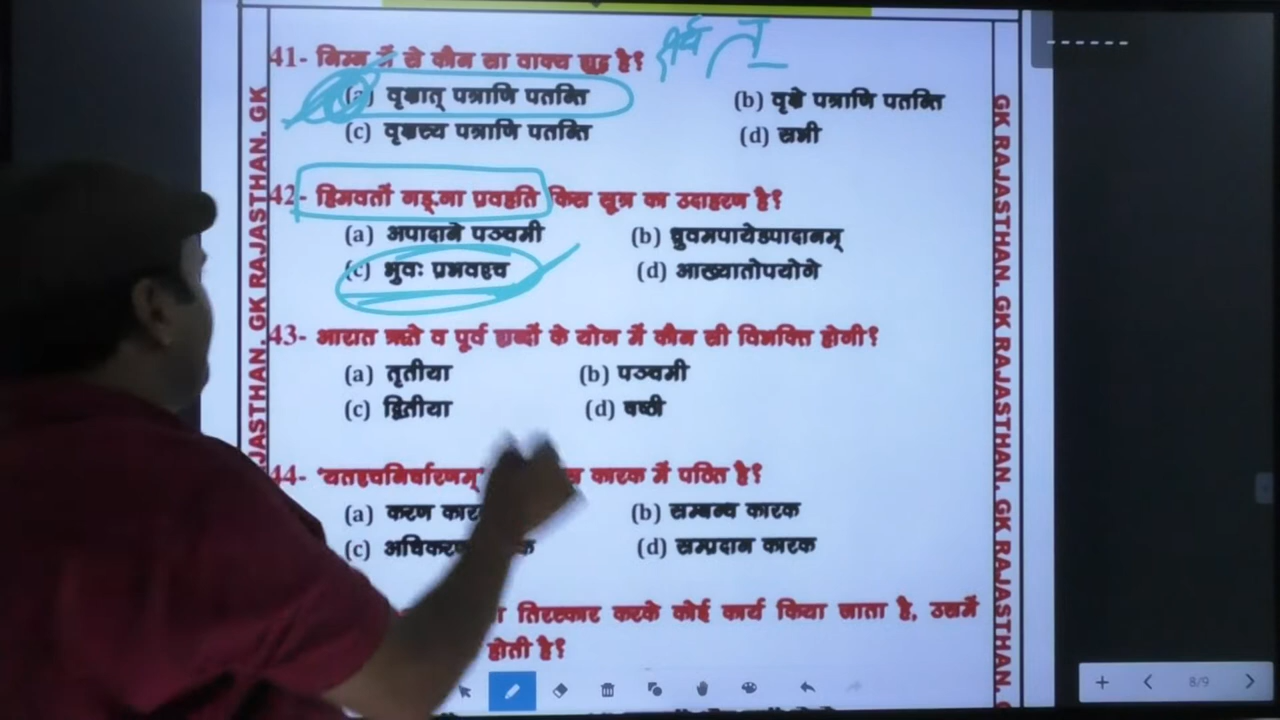 41- निम्न में से कौन सा वाक्य शुद्ध है?
(a) वृक्षात् पत्राणि पतन्ति (b) वृक्षे पत्राणि पतन्ति
(c) वृक्षस्य पत्राणि पतन्ति (d) सभी
42- हिमवतों गङ्.गा प्रवहति किस सूत्र का उदाहरण है?
(a) अपादाने पञ्चमी (b) ध्रुवमपायेऽपादानम्
(c) भुवः प्रभवश्च (d) आख्यातोपयोगे
43- आरात ऋते व पूर्व शब्दों के योग में कौन सी विभक्ति होगी?
(a) तृतीया (b) पञ्चमी
(c) द्वितीया (d) षष्ठी
44- 'यतश्चनिर्धारणम्' कारक में पठित है?
(a) करण (b) सम्बन्ध कारक
(c) अधिकरण (d) सम्प्रदान कारक
तिरस्कार करके कोई कार्य किया जाता है, उसमें
होती है?
GK RAJASTHAN, GK RAJASTHAN, GK
GK RAJASTHAN, GK RAJASTHAN, GK RAJASTHAN,
8/9